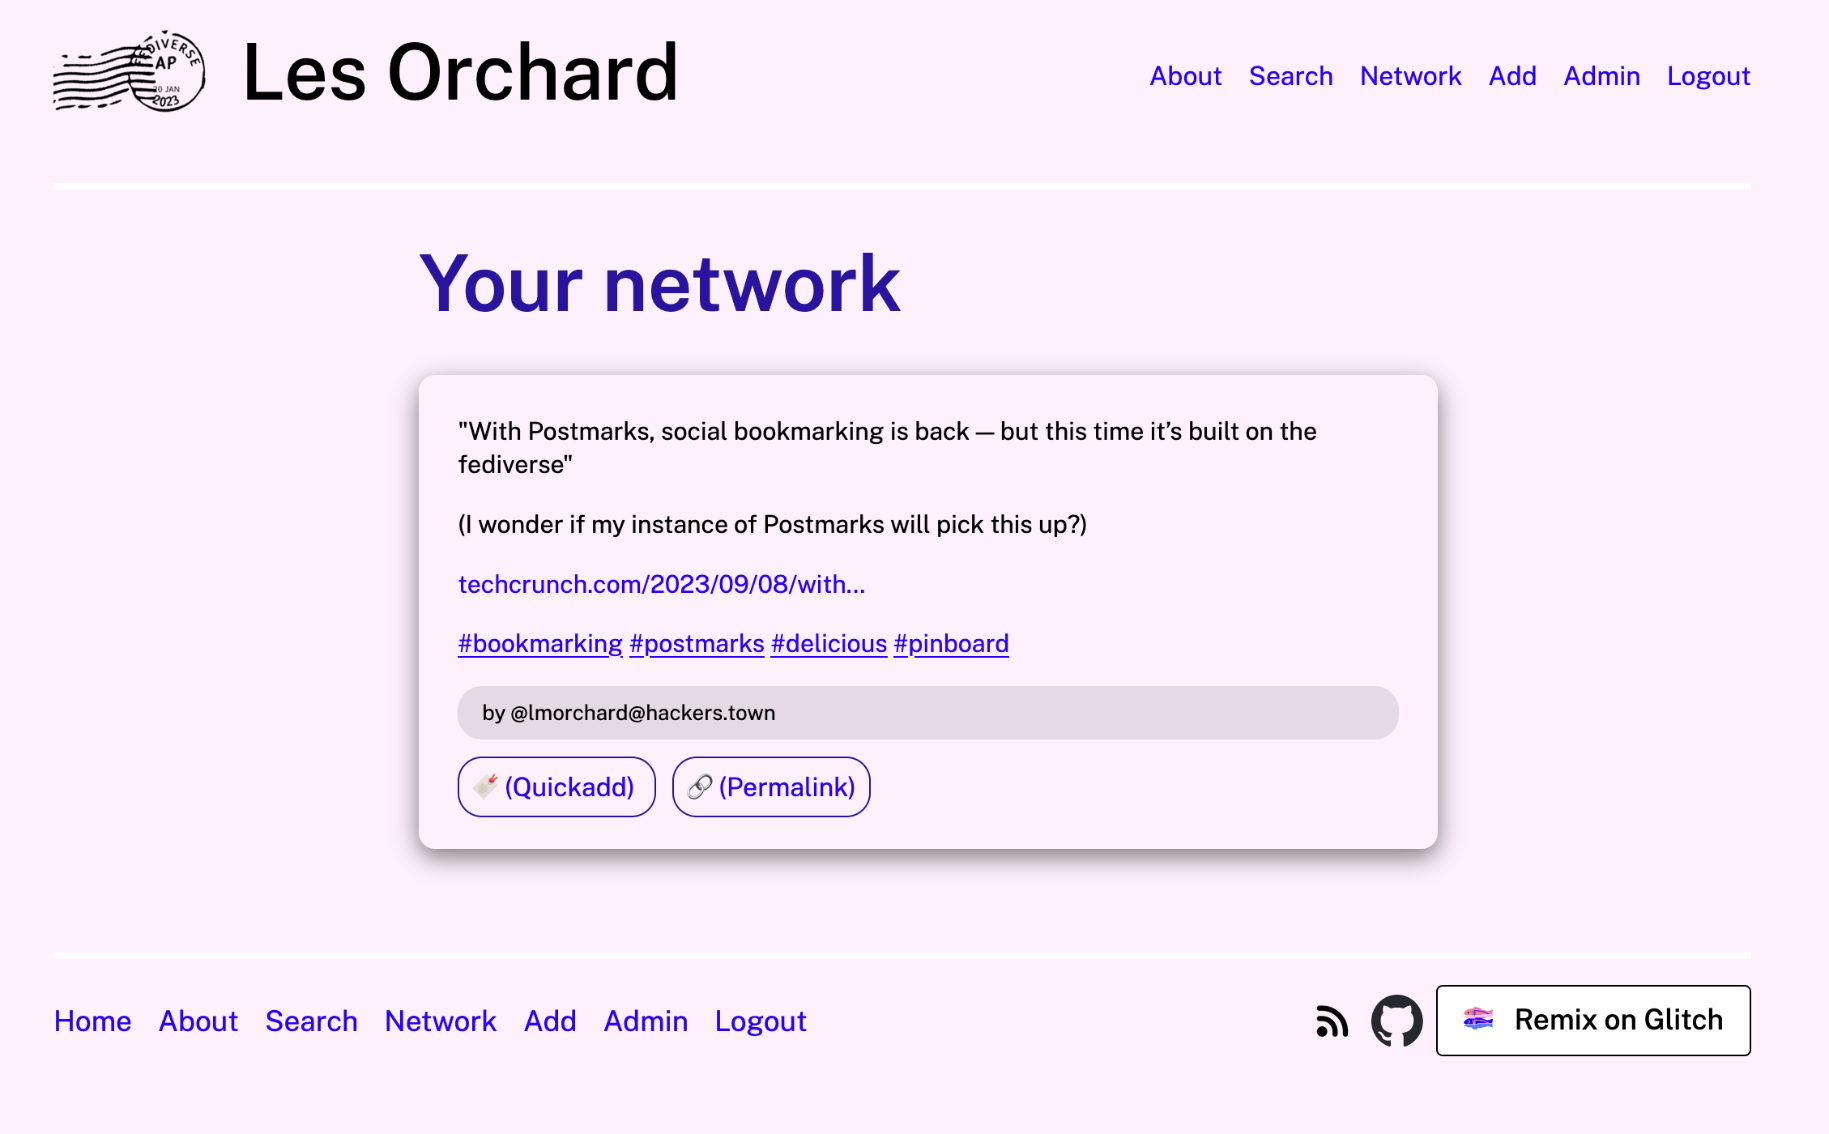 FEDIVERSE
AP
30 JAN
2023
Les Orchard
About Search Network Add Admin Logout
Your network
"With Postmarks, social bookmarking is back — but this time it’s built on the
fediverse"
(I wonder if my instance of Postmarks will pick this up?)
techcrunch.com/2023/09/08/with...
#bookmarking #postmarks #delicious #pinboard
by @lmorchard@hackers.town
(Quickadd) (Permalink)
Home About Search Network Add Admin Logout
Remix on Glitch